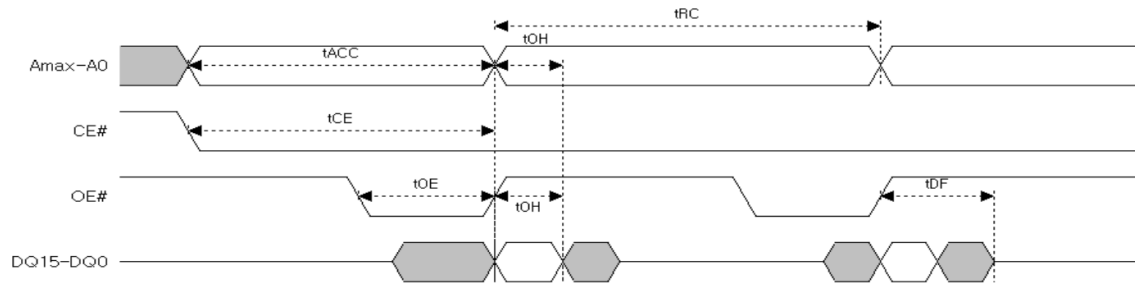 tRC
tACC
tOH
Amax-A0
tCE
CE#
tOE
tOH
tDF
OE#
DQ15-DQ0